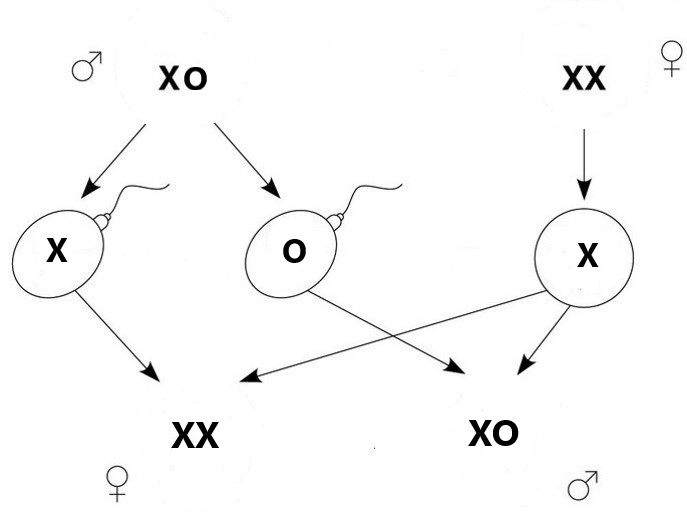 ♂ XO XX ♀
X O X
XX XO
♀ ♂